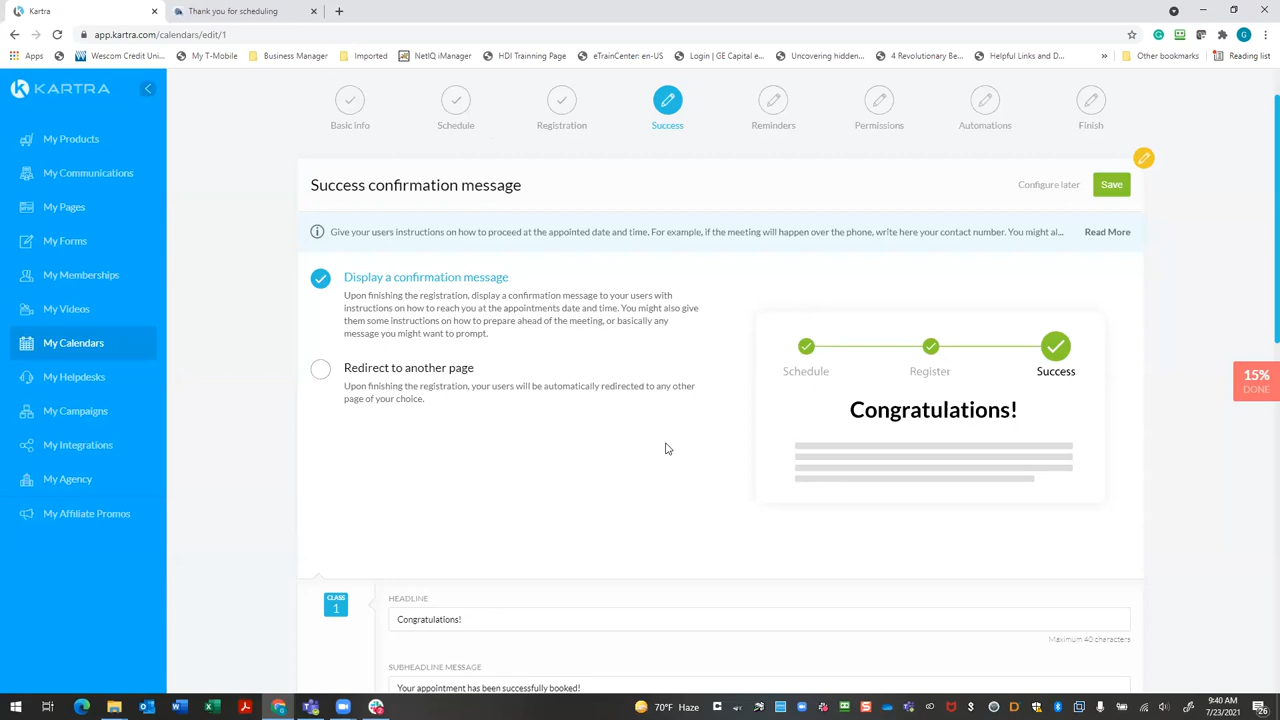 Kartra
Thank you for scheduling
app.kartra.com/calendars/edit/1
Apps
Wescom Credit Uni...
My T-Mobile
Business Manager
Imported
NetIQ iManager
HDI Training Page
eTrainCenter: en-US
Login | GE Capital e...
Uncovering hidden...
4 Revolutionary Be...
Helpful Links and D...
»
Other bookmarks
Reading list
KARTRA
My Products
My Communications
My Pages
My Forms
My Memberships
My Videos
My Calendars
My Helpdesks
My Campaigns
My Integrations
My Agency
My Affiliate Promos
Basic info
Schedule
Registration
Success
Reminders
Permissions
Automations
Finish
Success confirmation message
Configure later
Save
Give your users instructions on how to proceed at the appointed date and time. For example, if the meeting will happen over the phone, write here your contact number. You might al...
Read More
Display a confirmation message
Upon finishing the registration, display a confirmation message to your users with
instructions on how to reach you at the appointments date and time. You might also give
them some instructions on how to prepare ahead of the meeting, or basically any
message you might want to prompt.
Redirect to another page
Upon finishing the registration, your users will be automatically redirected to any other
page of your choice.
Schedule
Register
Success
Congratulations!
15%
DONE
CLASS
1
HEADLINE
Congratulations!
Maximum 40 characters
SUBHEADLINE MESSAGE
Your appointment has been successfully booked!
70°F Haze
9:40 AM
7/23/2021